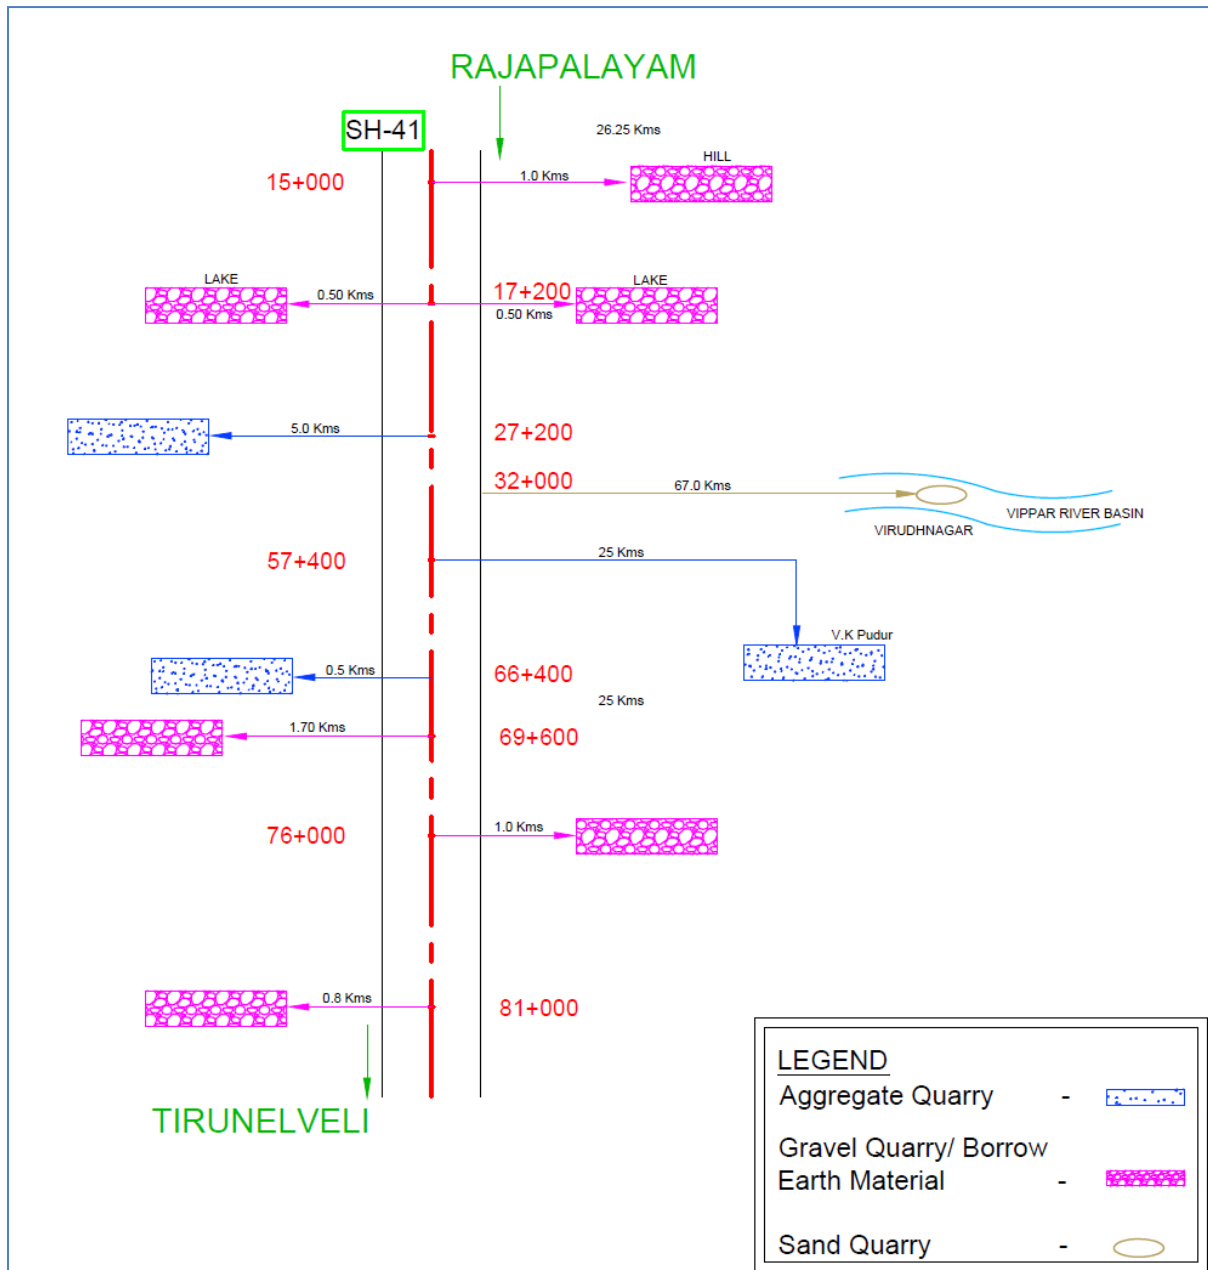 RAJAPALAYAM
SH-41
26.25 Kms
HILL
15+000
1.0 Kms
LAKE
LAKE
0.50 Kms
17+200
0.50 Kms
5.0 Kms
27+200
32+000
67.0 Kms
VIPPAR RIVER BASIN
VIRUDHNAGAR
57+400
25 Kms
V.K Pudur
0.5 Kms
66+400
25 Kms
1.70 Kms
69+600
76+000
1.0 Kms
0.8 Kms
81+000
TIRUNELVELI
LEGEND
Aggregate Quarry -
Gravel Quarry/ Borrow
Earth Material -
Sand Quarry -